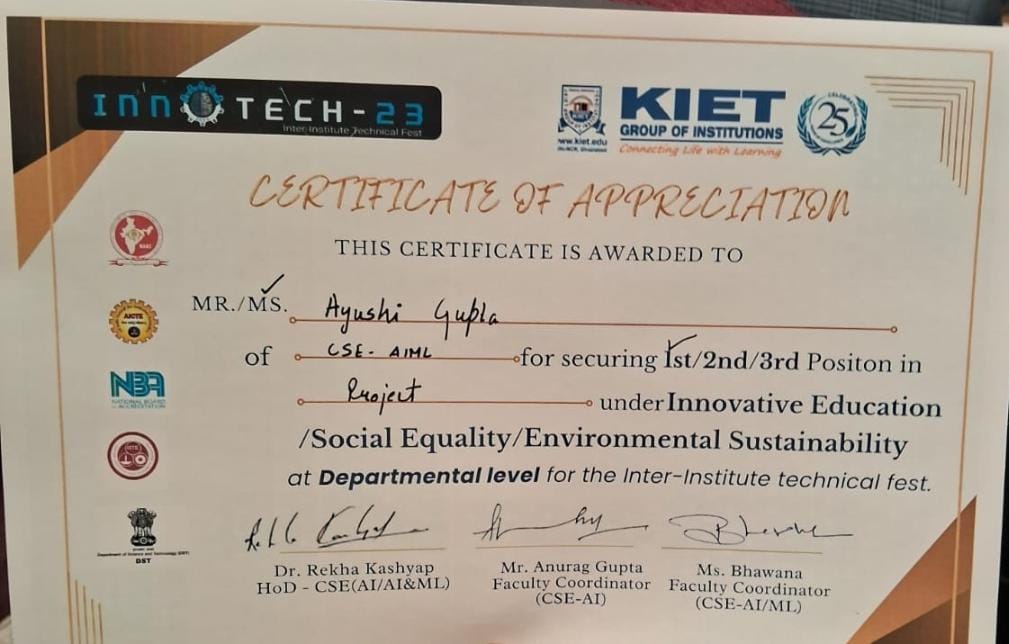 INNOTECH-23
Inter-Institute Technical Fest
www.kiet.edu
KIET
GROUP OF INSTITUTIONS
Connecting Life with Learning
25
CERTIFICATE OF APPRECIATION
THIS CERTIFICATE IS AWARDED TO
MR./MS. Ayushi Gupta
of CSE-AIML for securing 1st/2nd/3rd Positon in
Project under Innovative Education
/Social Equality/Environmental Sustainability
at Departmental level for the Inter-Institute technical fest.
NAAC
AICTE
NBA
NATIONAL BOARD
of ACCREDITATION
Department of Science and Technology (DST)
DST
Dr. Rekha Kashyap
HoD - CSE(AI/AI&ML)
Mr. Anurag Gupta
Faculty Coordinator
(CSE-AI)
Ms. Bhawana
Faculty Coordinator
(CSE-AI/ML)